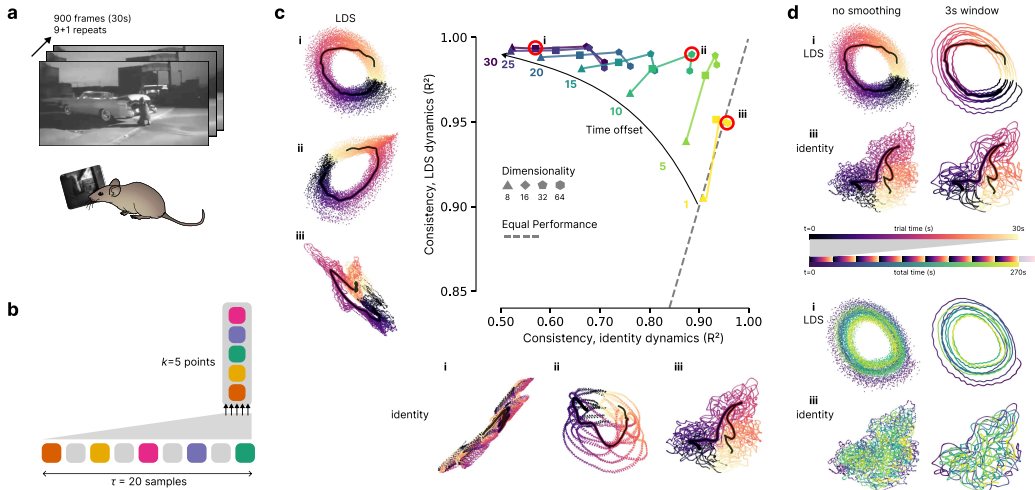 a
900 frames (30s)
9+1 repeats
b
k=5 points
τ = 20 samples
c
LDS
i
ii
iii
Consistency, LDS dynamics (R²)
1.00
0.95
0.90
0.85
0.50 0.60 0.70 0.80 0.90 1.00
Consistency, identity dynamics (R²)
30 25 20 15 10 5 1
i
ii
iii
Time offset
Dimensionality
8 16 32 64
Equal Performance
identity
i
ii
iii
d
no smoothing 3s window
i
LDS
iii
identity
t=0 trial time (s) 30s
t=0 total time (s) 270s
i
LDS
iii
identity